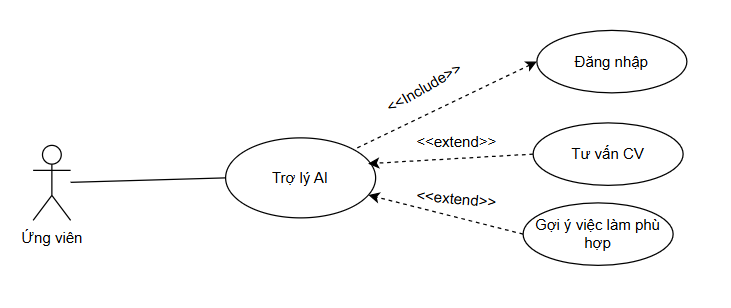 Đăng nhập
<<Include>>
<<extend>>
Tư vấn CV
Trợ lý AI
<<extend>>
Gợi ý việc làm phù
hợp
Ứng viên